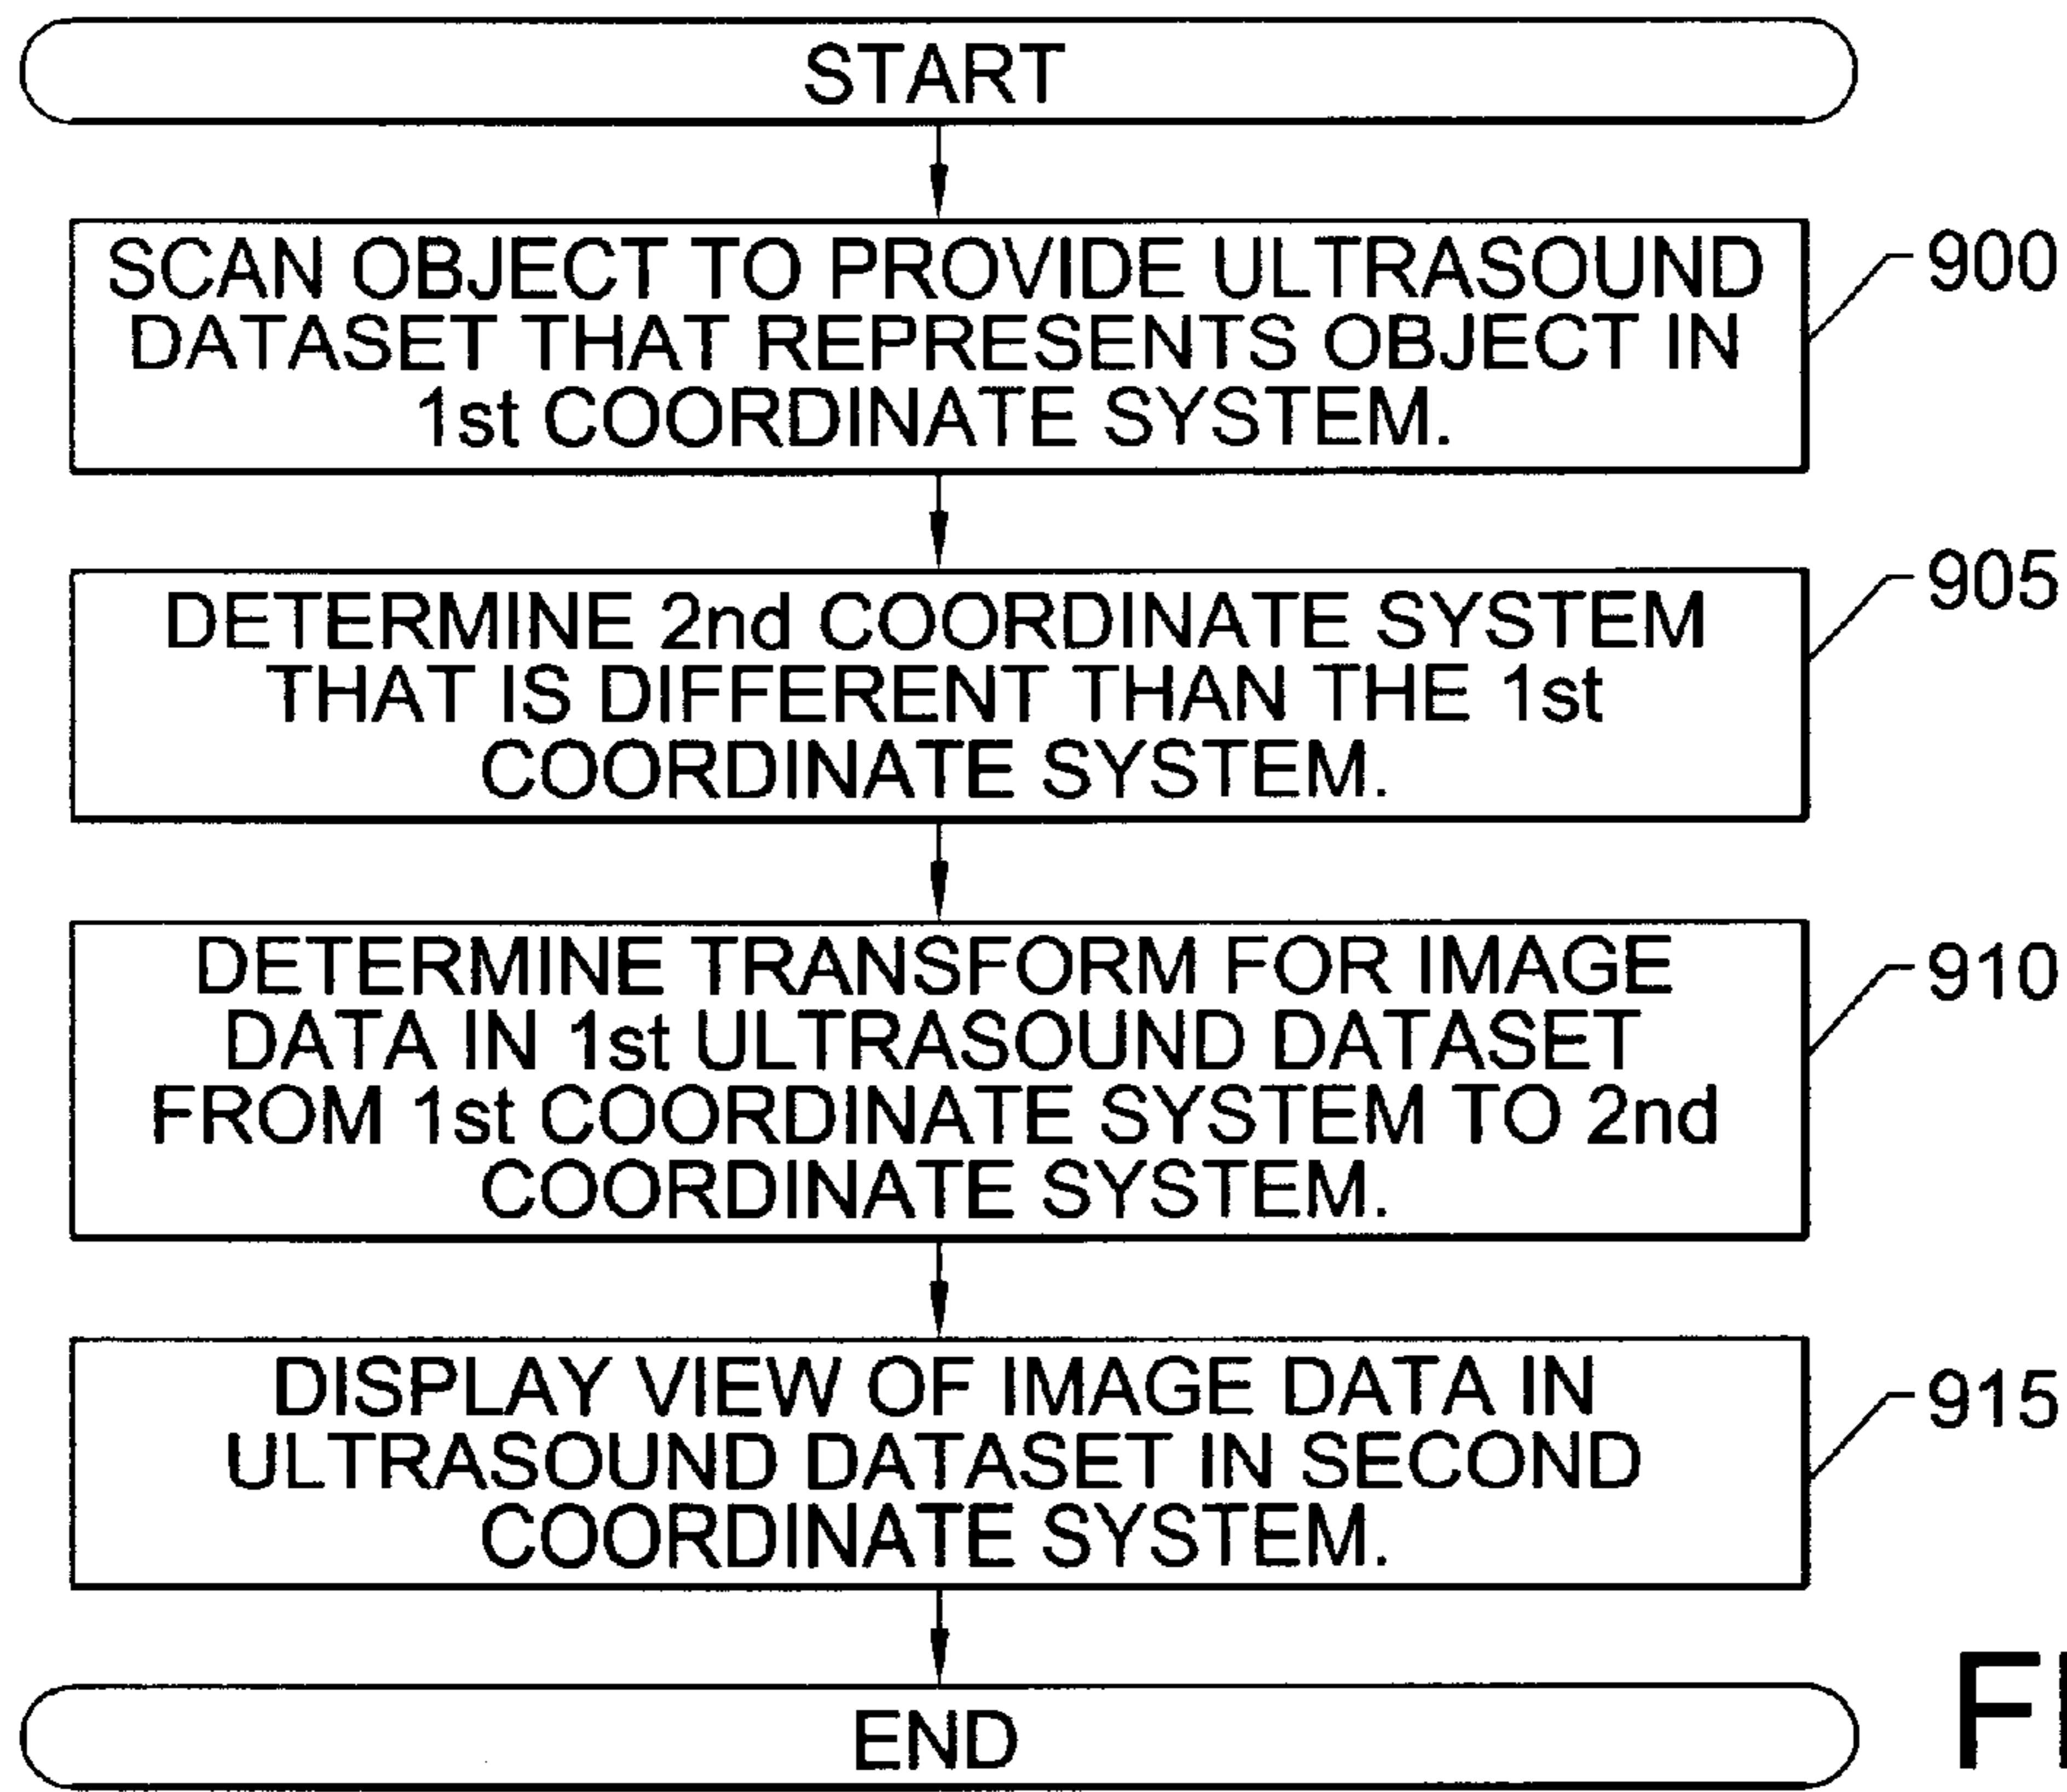 START
SCAN OBJECT TO PROVIDE ULTRASOUND
DATASET THAT REPRESENTS OBJECT IN
1st COORDINATE SYSTEM.
900
DETERMINE 2nd COORDINATE SYSTEM
THAT IS DIFFERENT THAN THE 1st
COORDINATE SYSTEM.
905
DETERMINE TRANSFORM FOR IMAGE
DATA IN 1st ULTRASOUND DATASET
FROM 1st COORDINATE SYSTEM TO 2nd
COORDINATE SYSTEM.
910
DISPLAY VIEW OF IMAGE DATA IN
ULTRASOUND DATASET IN SECOND
COORDINATE SYSTEM.
915
END